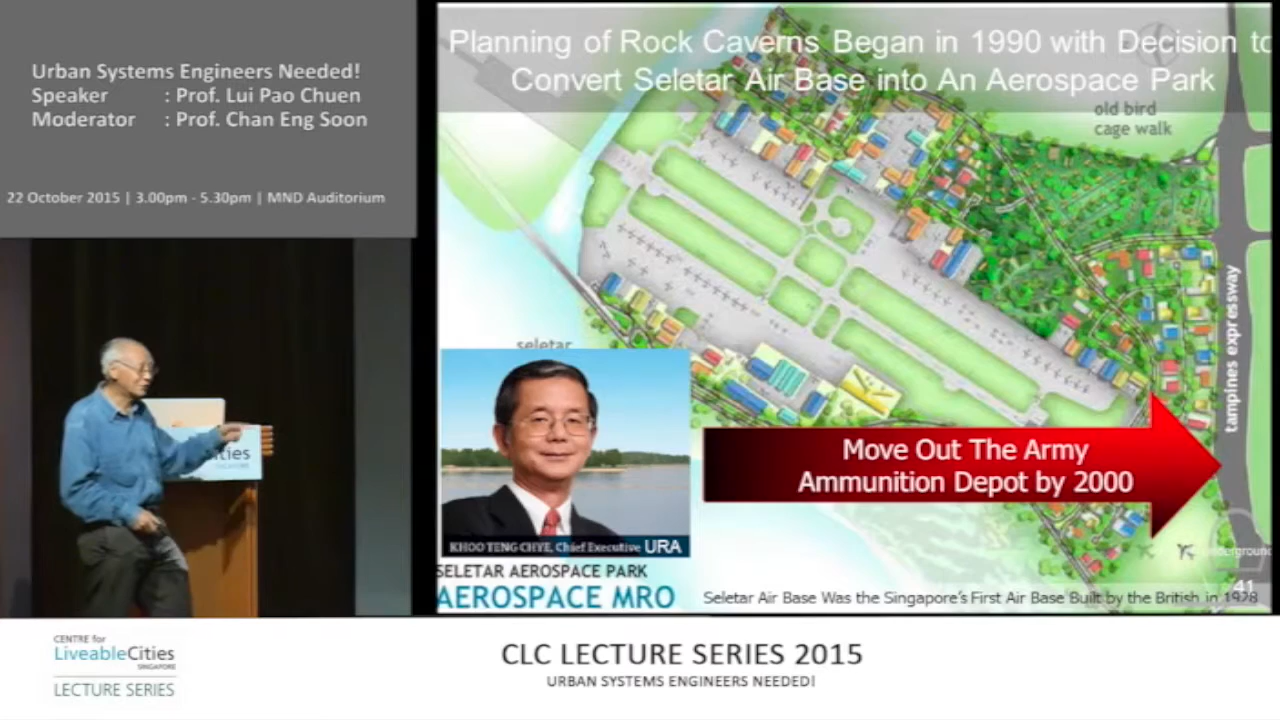 Urban Systems Engineers Needed!
Speaker : Prof. Lui Pao Chuen
Moderator : Prof. Chan Eng Soon
22 October 2015 | 3.00pm - 5.30pm | MND Auditorium
Planning of Rock Caverns Began in 1990 with Decision to
Convert Seletar Air Base into An Aerospace Park
old bird
cage walk
tampines expressway
seletar
Move Out The Army
Ammunition Depot by 2000
KHOO TENG CHYE, Chief Executive URA
SELETAR AEROSPACE PARK
AEROSPACE MRO
41
Seletar Air Base Was the Singapore's First Air Base Built by the British in 1928
CENTRE for
LiveableCities
SINGAPORE
LECTURE SERIES
CLC LECTURE SERIES 2015
URBAN SYSTEMS ENGINEERS NEEDED!